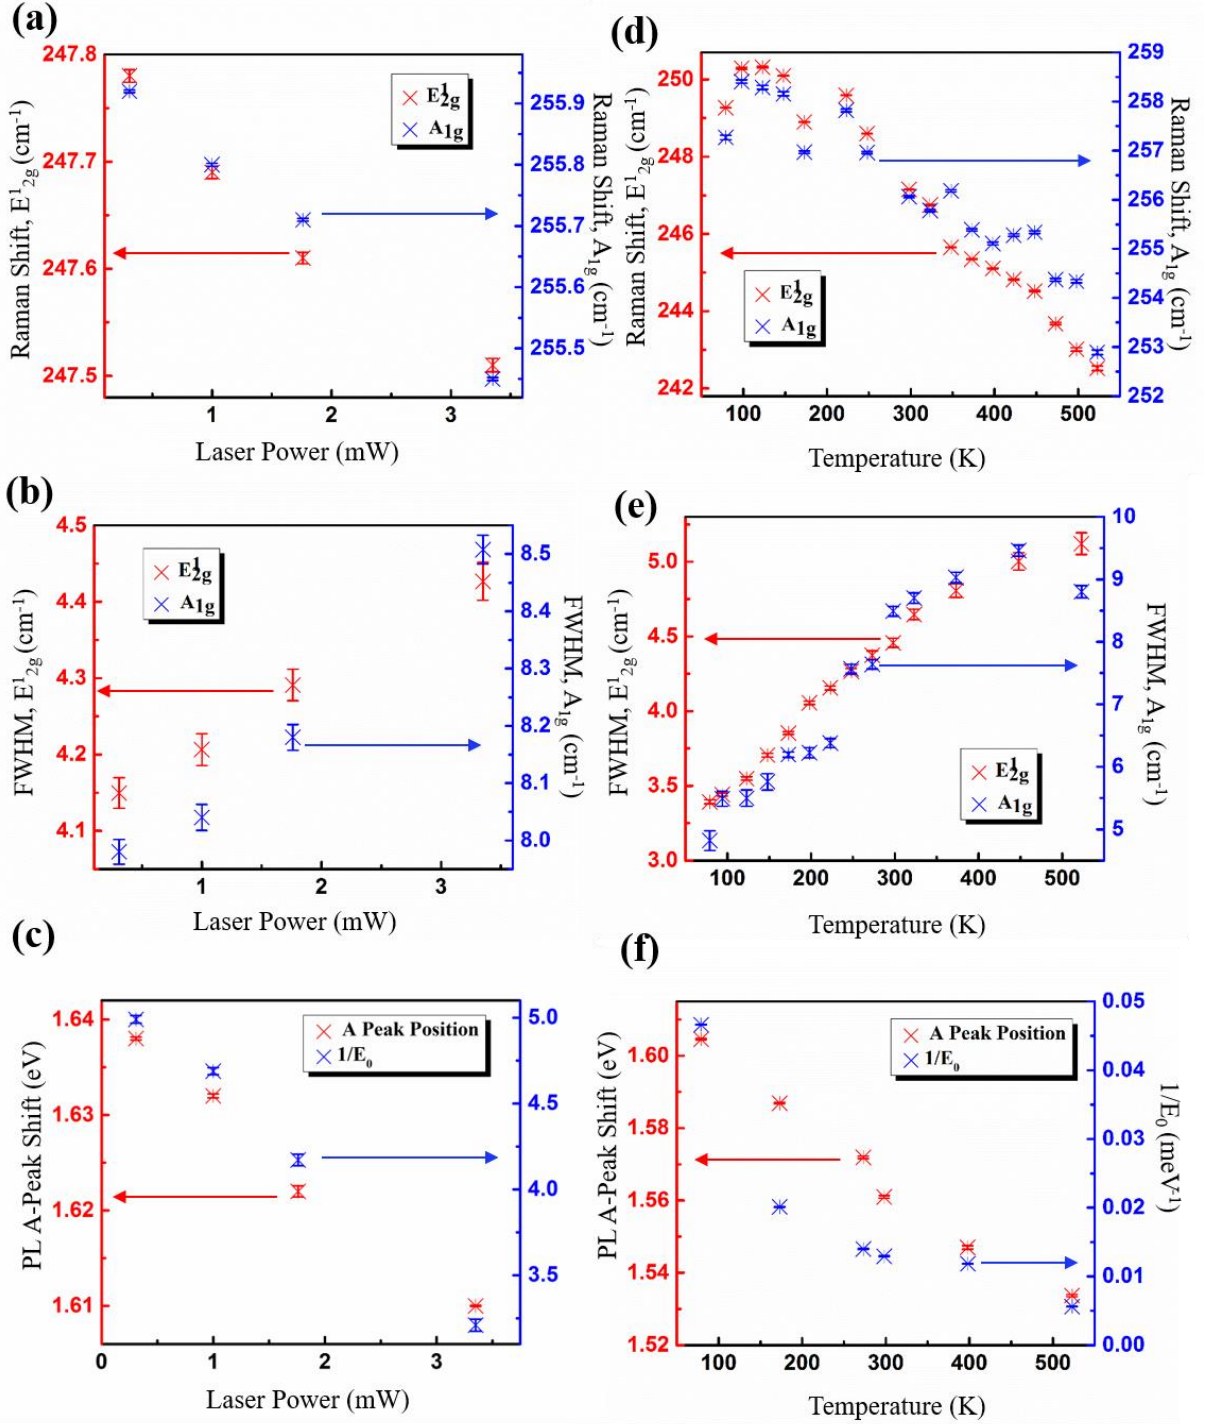 (a)
247.8
247.7
247.6
247.5
Raman Shift, E¹₂g (cm⁻¹)
E¹₂g
A₁g
255.9
255.8
255.7
255.6
255.5
Raman Shift, A₁g (cm⁻¹)
1 2 3
Laser Power (mW)
(d)
250
248
246
244
242
Raman Shift, E¹₂g (cm⁻¹)
E¹₂g
A₁g
259
258
257
256
255
254
253
252
Raman Shift, A₁g (cm⁻¹)
100 200 300 400 500
Temperature (K)
(b)
4.5
4.4
4.3
4.2
4.1
FWHM, E¹₂g (cm⁻¹)
E¹₂g
A₁g
8.5
8.4
8.3
8.2
8.1
8.0
FWHM, A₁g (cm⁻¹)
1 2 3
Laser Power (mW)
(e)
5.0
4.5
4.0
3.5
3.0
FWHM, E¹₂g (cm⁻¹)
E¹₂g
A₁g
10
9
8
7
6
5
FWHM, A₁g (cm⁻¹)
100 200 300 400 500
Temperature (K)
(c)
1.64
1.63
1.62
1.61
PL A-Peak Shift (eV)
A Peak Position
1/E₀
5.0
4.5
4.0
3.5
0 1 2 3
Laser Power (mW)
(f)
1.60
1.58
1.56
1.54
1.52
PL A-Peak Shift (eV)
A Peak Position
1/E₀
0.05
0.04
0.03
0.02
0.01
0.00
1/E₀ (meV⁻¹)
100 200 300 400 500
Temperature (K)